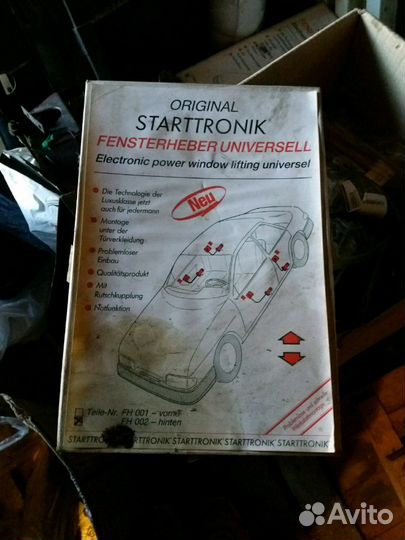 ORIGINAL
STARTTRONIK
FENSTERHEBER UNIVERSELL
Electronic power window lifting universel
Neu
Die Technologie der
Luxusklasse jetzt
auch für jedermann
Montage
unter der
Türverkleidung
Problemloser
Einbau
Qualitätsprodukt
Mit
Rutschkupplung
Notfunktion
Teile-Nr. FH 001 – vorne
FH 002 – hinten
STARTTRONIK STARTTRONIK STARTTRONIK STARTTRONIK
Avito